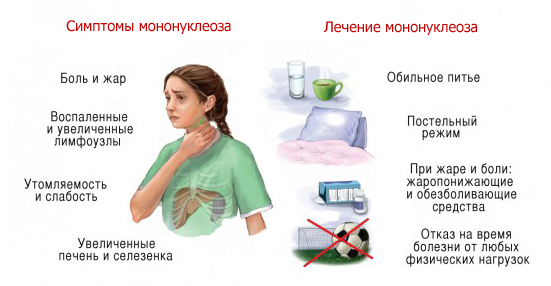 Симптомы мононуклеоза
Боль и жар
Воспаленные
и увеличенные
лимфоузлы
Утомляемость
и слабость
Увеличенные
печень и селезенка
Лечение мононуклеоза
Обильное питье
Постельный
режим
При жаре и боли:
жаропонижающие
и обезболивающие
средства
Отказ на время
болезни от любых
физических нагрузок